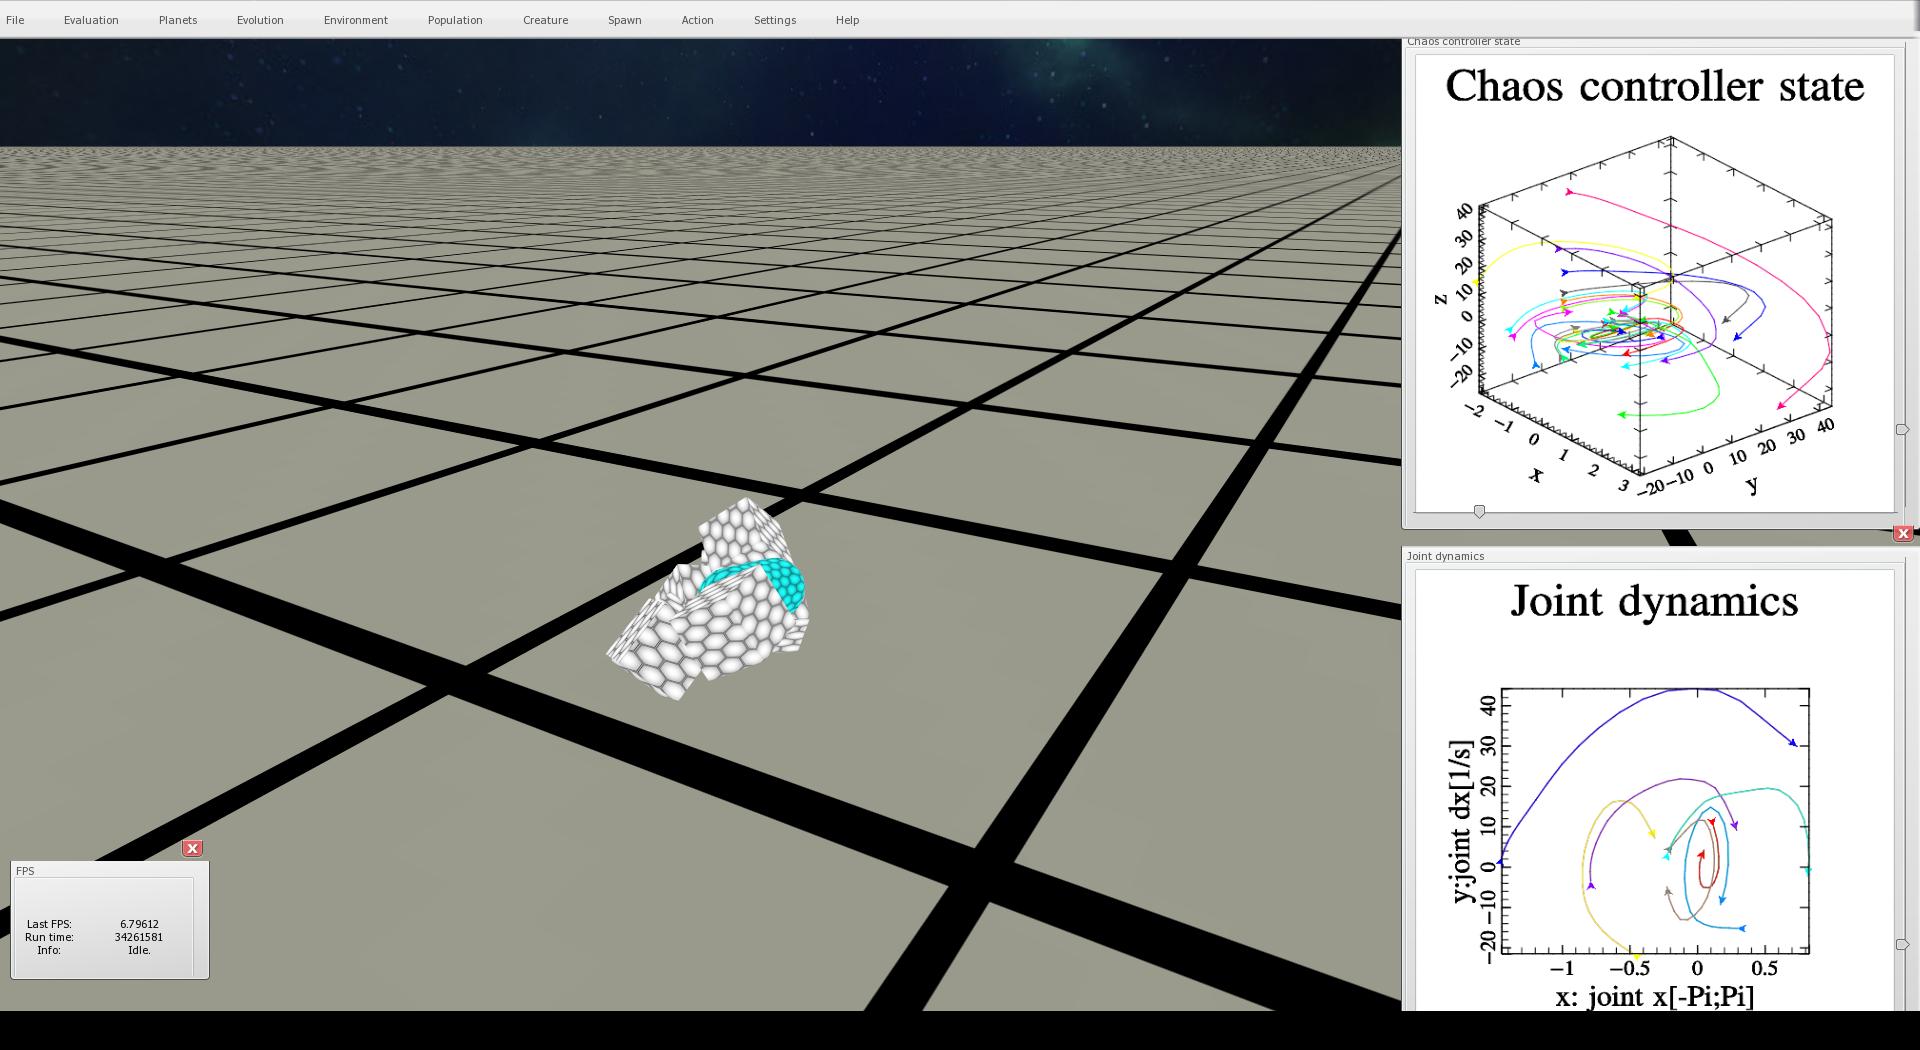 File Evaluation Planets Evolution Environment Population Creature Spawn Action Settings Help
Chaos controller state
Chaos controller state
40
30
20
10
0
−10
−20
z
−2 −1 0 1 2 3
x
−20 −10 0 10 20 30 40
y
Joint dynamics
Joint dynamics
40
30
20
10
0
−10
−20
y:joint dx[1/s]
−1 −0.5 0 0.5
x: joint x[-Pi;Pi]
FPS
Last FPS: 6.79612
Run time: 34261581
Info: Idle.